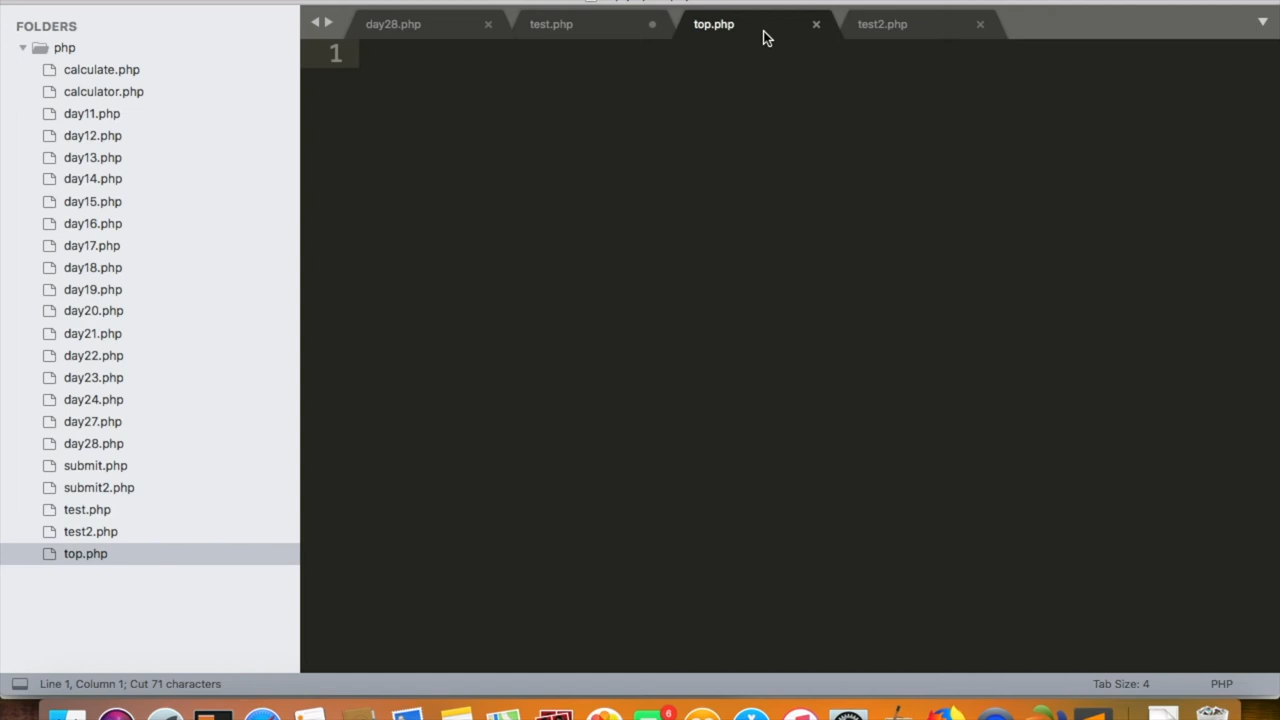 FOLDERS
php
calculate.php
calculator.php
day11.php
day12.php
day13.php
day14.php
day15.php
day16.php
day17.php
day18.php
day19.php
day20.php
day21.php
day22.php
day23.php
day24.php
day27.php
day28.php
submit.php
submit2.php
test.php
test2.php
top.php
day28.php
test.php
top.php
test2.php
1
Line 1, Column 1; Cut 71 characters
Tab Size: 4
PHP
6